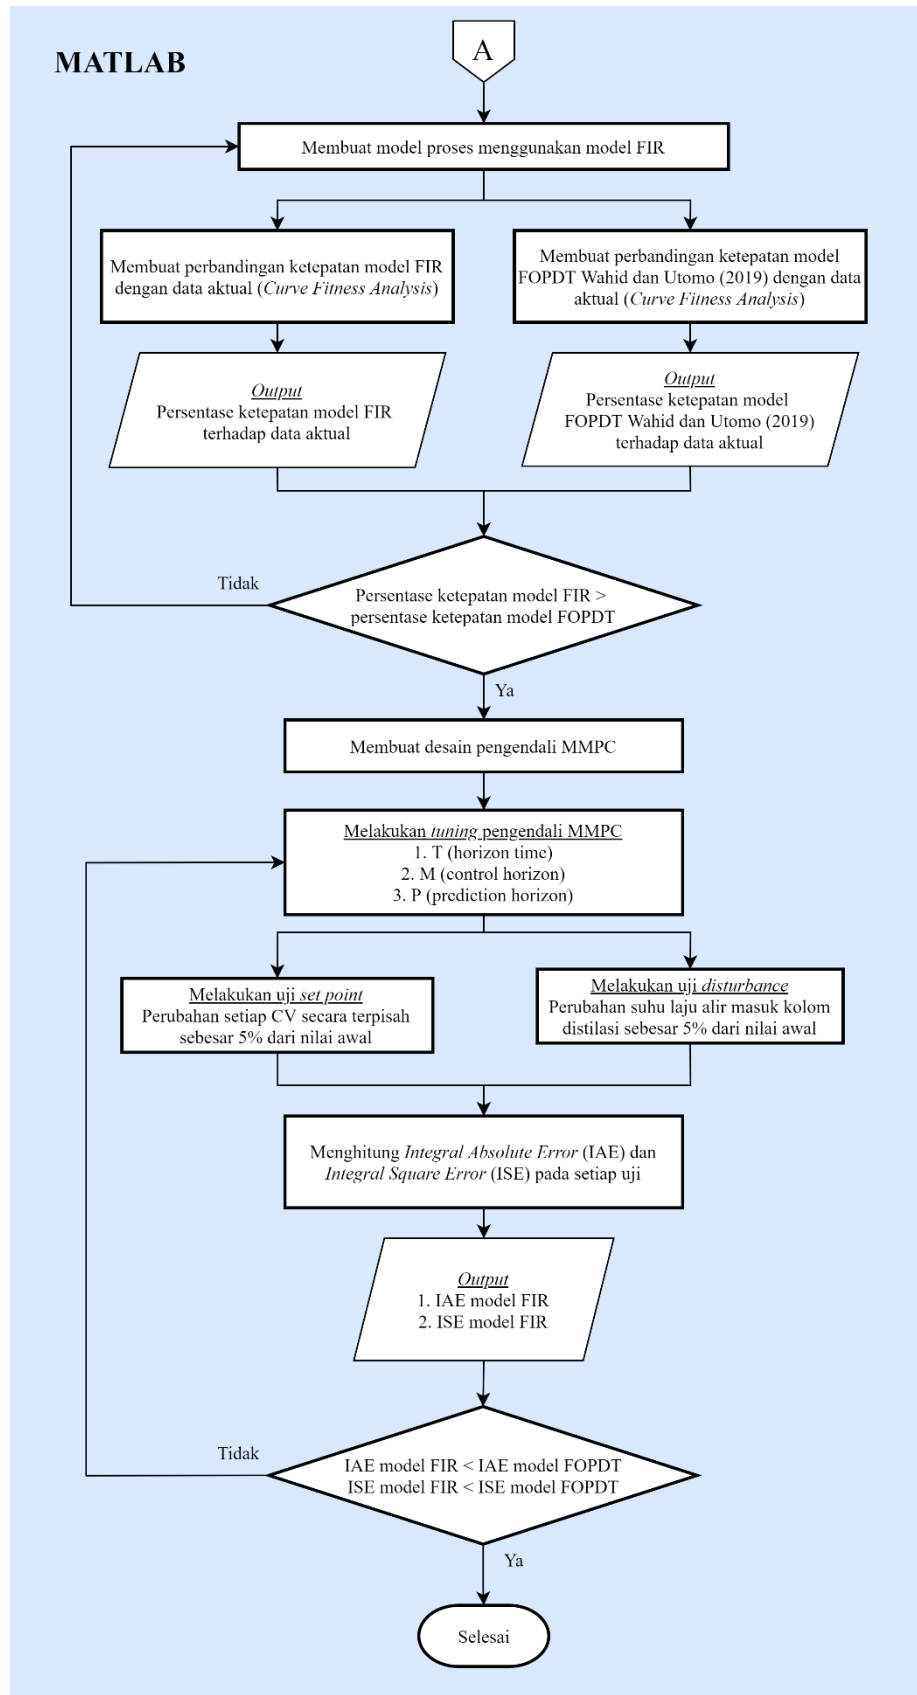 MATLAB
A
Membuat model proses menggunakan model FIR
Membuat perbandingan ketepatan model FIR
dengan data aktual (Curve Fitness Analysis)
Membuat perbandingan ketepatan model
FOPDT Wahid dan Utomo (2019) dengan data
aktual (Curve Fitness Analysis)
Output
Persentase ketepatan model FIR
terhadap data aktual
Output
Persentase ketepatan model
FOPDT Wahid dan Utomo (2019)
terhadap data aktual
Tidak
Persentase ketepatan model FIR >
persentase ketepatan model FOPDT
Ya
Membuat desain pengendali MMPC
Melakukan tuning pengendali MMPC
1. T (horizon time)
2. M (control horizon)
3. P (prediction horizon)
Melakukan uji set point
Perubahan setiap CV secara terpisah
sebesar 5% dari nilai awal
Melakukan uji disturbance
Perubahan suhu laju alir masuk kolom
distilasi sebesar 5% dari nilai awal
Menghitung Integral Absolute Error (IAE) dan
Integral Square Error (ISE) pada setiap uji
Output
1. IAE model FIR
2. ISE model FIR
Tidak
IAE model FIR < IAE model FOPDT
ISE model FIR < ISE model FOPDT
Ya
Selesai